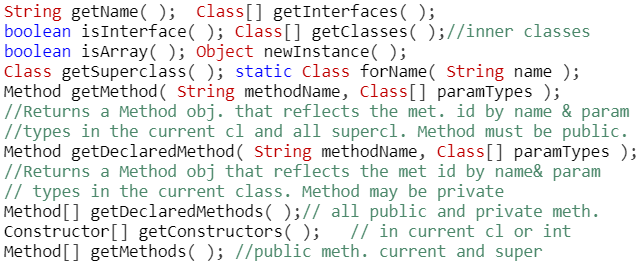 String getName( );  Class[] getInterfaces( );
boolean isInterface( ); Class[] getClasses( );//inner classes
boolean isArray( ); Object newInstance( );
Class getSuperclass( ); static Class forName( String name );
Method getMethod( String methodName, Class[] paramTypes );
//Returns a Method obj. that reflects the met. id by name & param
//types in the current cl and all supercl. Method must be public.
Method getDeclaredMethod( String methodName, Class[] paramTypes );
//Returns a Method obj that reflects the met id by name& param
// types in the current class. Method may be private
Method[] getDeclaredMethods( );// all public and private meth.
Constructor[] getConstructors( );   // in current cl or int
Method[] getMethods( ); //public meth. current and super